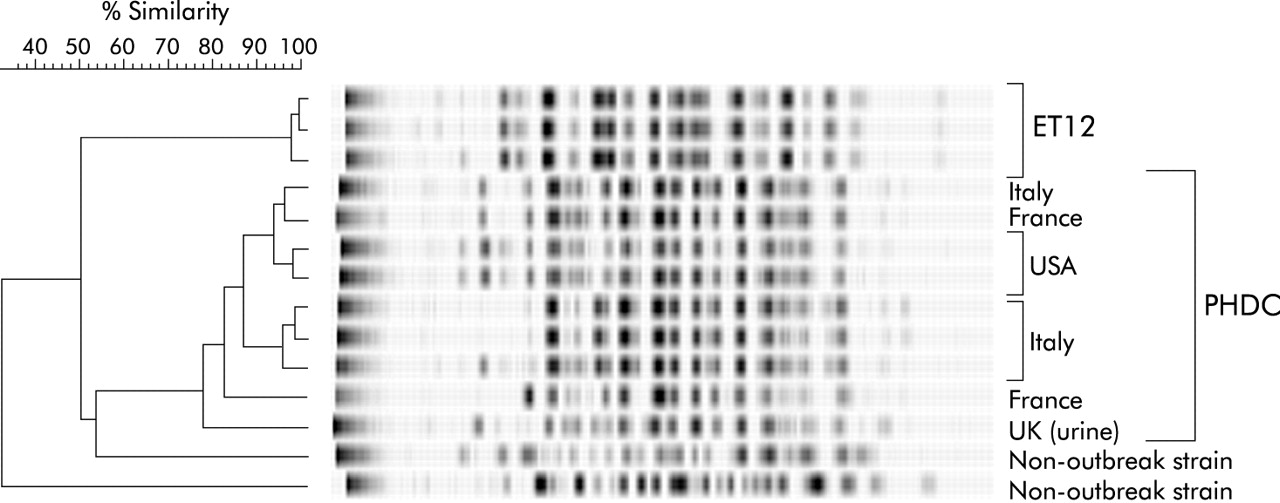 % Similarity
40 50 60 70 80 90 100
ET12
Italy
France
USA
PHDC
Italy
France
UK (urine)
Non-outbreak strain
Non-outbreak strain